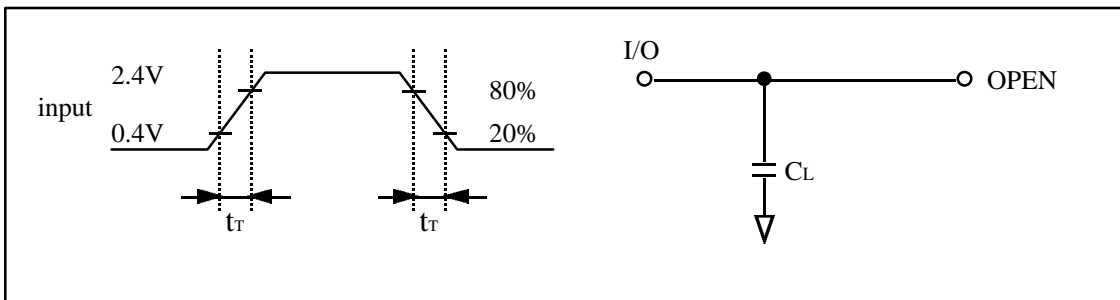 2.4V
input
0.4V
80%
20%
tT
tT
I/O
OPEN
CL